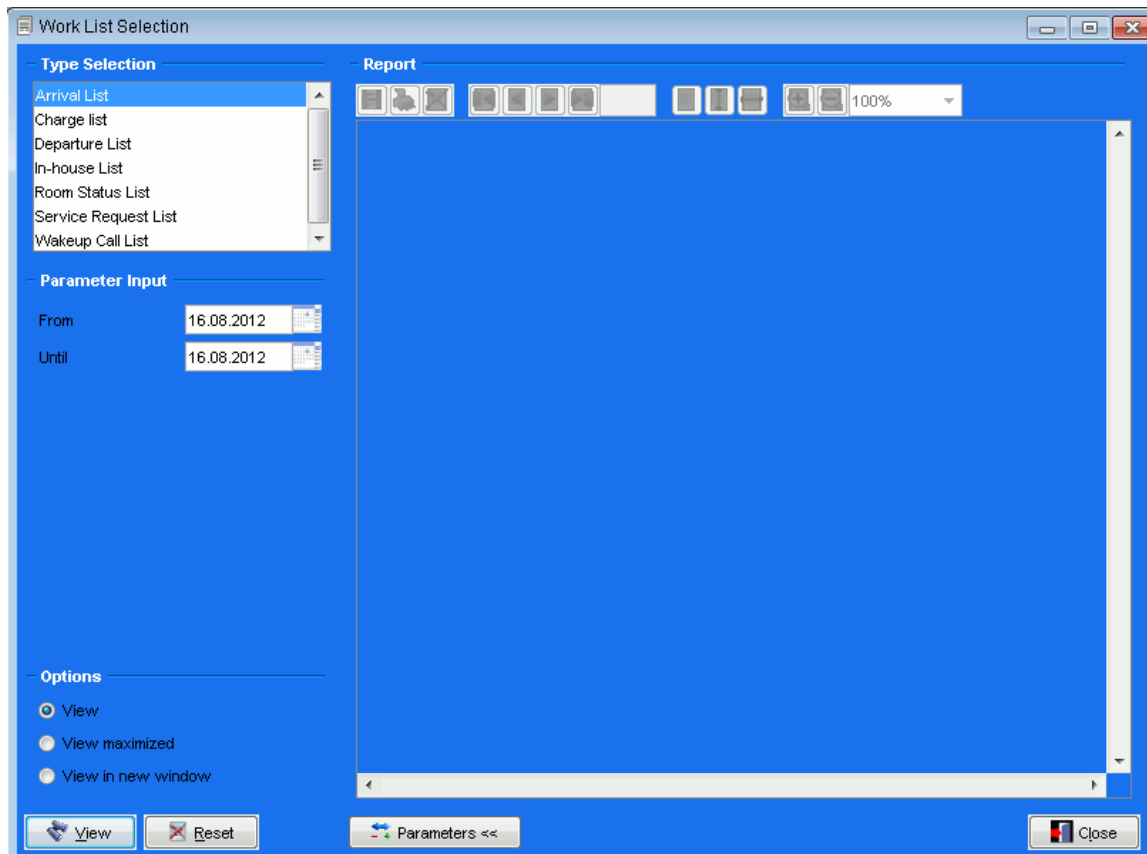 Work List Selection
Type Selection
Arrival List
Charge list
Departure List
In-house List
Room Status List
Service Request List
Wakeup Call List
Parameter Input
From 16.08.2012
Until 16.08.2012
Options
View
View maximized
View in new window
View Reset
Report
100%
Parameters <<
Close